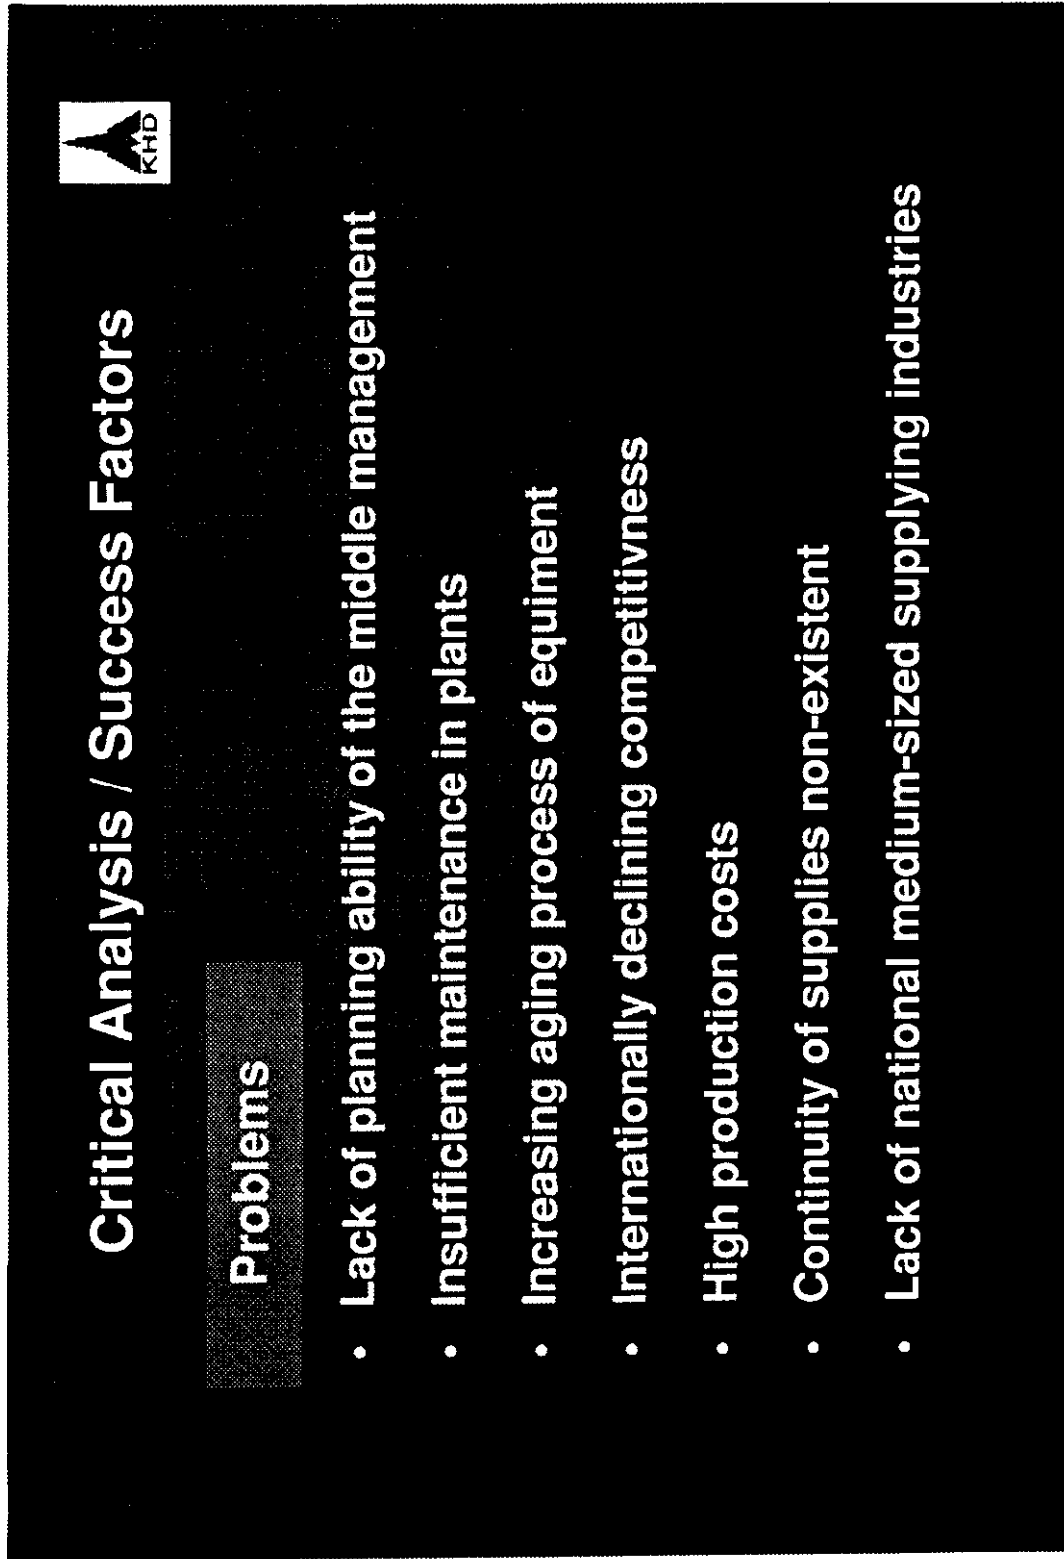 KHD
Critical Analysis / Success Factors
Problems
• Lack of planning ability of the middle management
• Insufficient maintenance in plants
• Increasing aging process of equiment
• Internationally declining competitivness
• High production costs
• Continuity of supplies non-existent
• Lack of national medium-sized supplying industries